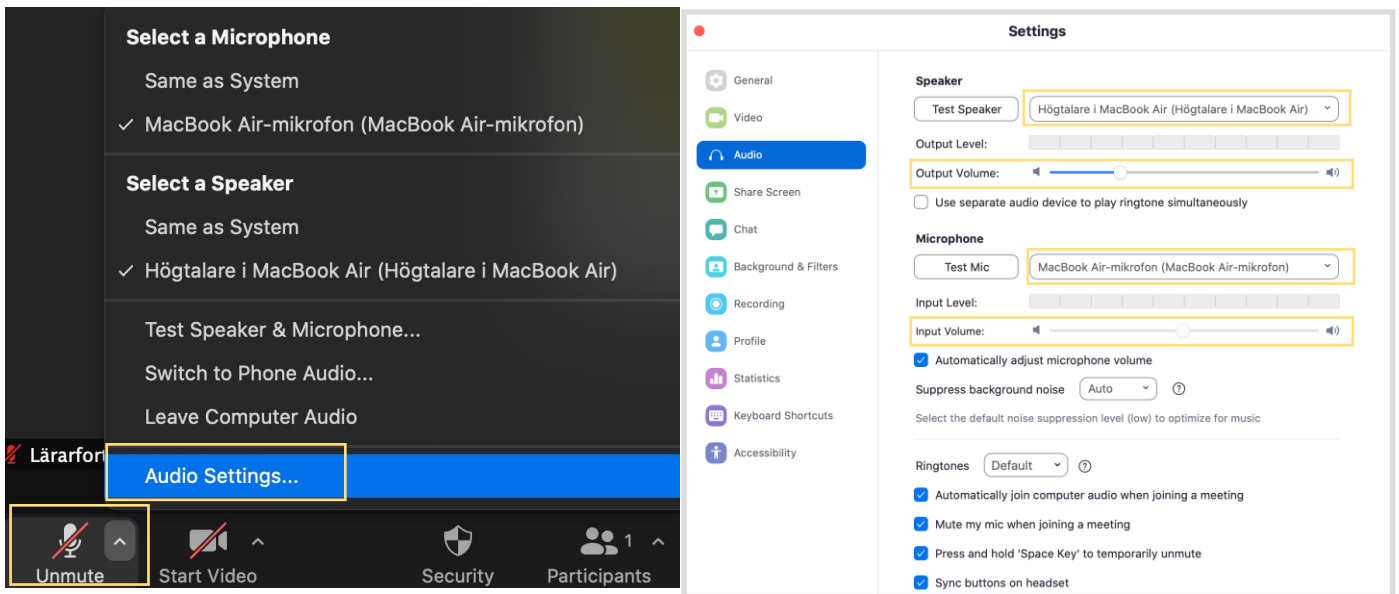 Select a Microphone
Same as System
MacBook Air-mikrofon (MacBook Air-mikrofon)
Select a Speaker
Same as System
Högtalare i MacBook Air (Högtalare i MacBook Air)
Test Speaker & Microphone...
Switch to Phone Audio...
Leave Computer Audio
Lärarfort
Audio Settings...
Unmute
Start Video
Security
1
Participants
Settings
General
Video
Audio
Share Screen
Chat
Background & Filters
Recording
Profile
Statistics
Keyboard Shortcuts
Accessibility
Speaker
Test Speaker Högtalare i MacBook Air (Högtalare i MacBook Air)
Output Level:
Output Volume:
Use separate audio device to play ringtone simultaneously
Microphone
Test Mic MacBook Air-mikrofon (MacBook Air-mikrofon)
Input Level:
Input Volume:
Automatically adjust microphone volume
Suppress background noise Auto ?
Select the default noise suppression level (low) to optimize for music
Ringtones Default ?
Automatically join computer audio when joining a meeting
Mute my mic when joining a meeting
Press and hold 'Space Key' to temporarily unmute
Sync buttons on headset